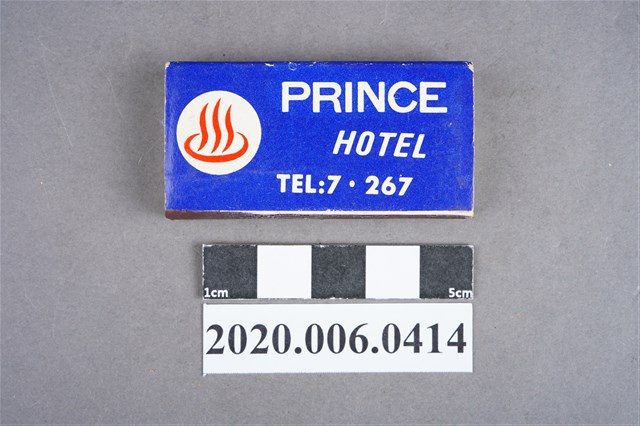 PRINCE
HOTEL
TEL:7・267
1cm 5cm
2020.006.0414